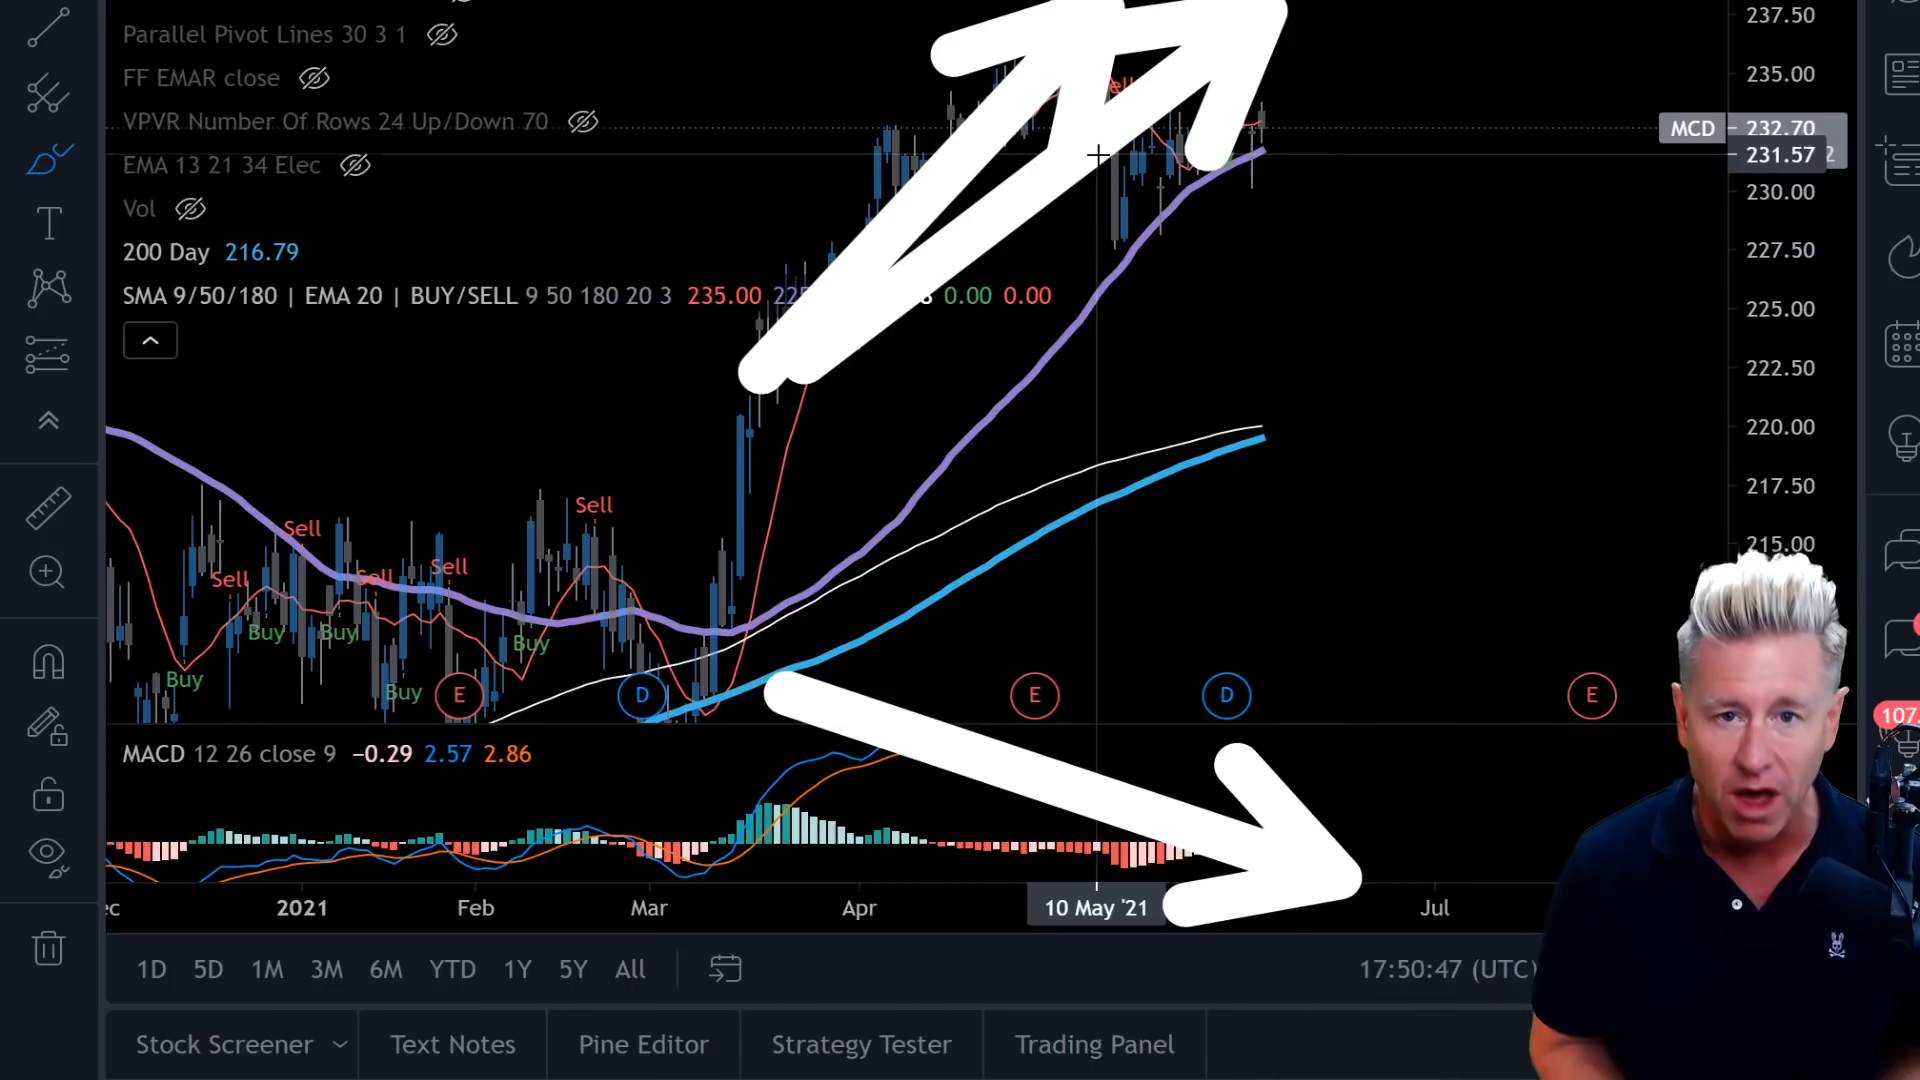 Parallel Pivot Lines 30 3 1
FF EMAR close
VPVR Number Of Rows 24 Up/Down 70
EMA 13 21 34 Elec
Vol
200 Day 216.79
SMA 9/50/180 | EMA 20 | BUY/SELL 9 50 180 20 3 235.00 0.00 0.00
237.50
235.00
MCD 232.70
231.57
230.00
227.50
225.00
222.50
220.00
217.50
215.00
Sell
Sell
Sell
Sell
Sell
Buy
Buy
Buy
Buy
Buy
E
D
E
D
E
MACD 12 26 close 9 −0.29 2.57 2.86
2021
Feb
Mar
Apr
10 May '21
Jul
1D 5D 1M 3M 6M YTD 1Y 5Y All
17:50:47 (UTC)
Stock Screener
Text Notes
Pine Editor
Strategy Tester
Trading Panel